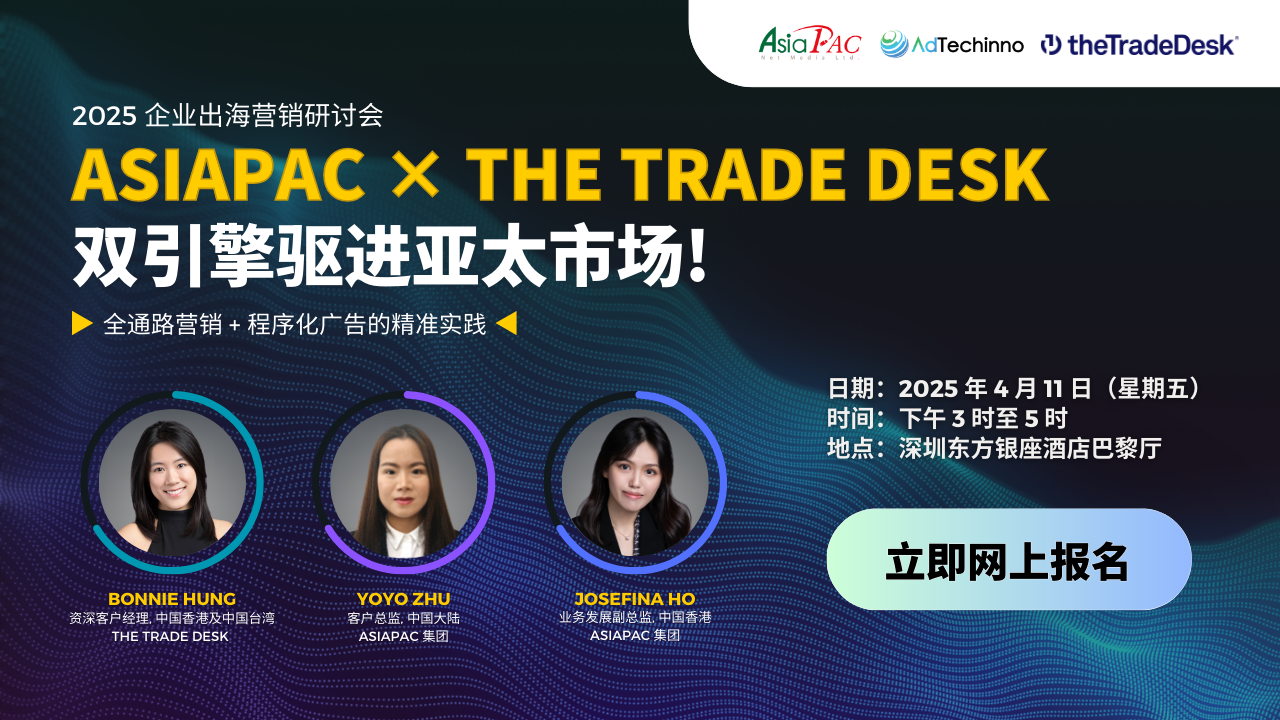 AsiaPAC
Net Media Ltd.
AdTechinno
theTradeDesk
2025 企业出海营销研讨会
ASIAPAC × THE TRADE DESK
双引擎驱进亚太市场!
全通路营销 + 程序化广告的精准实践
日期：2025 年 4 月 11 日（星期五）
时间：下午 3 时至 5 时
地点：深圳东方银座酒店巴黎厅
立即网上报名
BONNIE HUNG
资深客户经理, 中国香港及中国台湾
THE TRADE DESK
YOYO ZHU
客户总监, 中国大陆
ASIAPAC 集团
JOSEFINA HO
业务发展副总监, 中国香港
ASIAPAC 集团